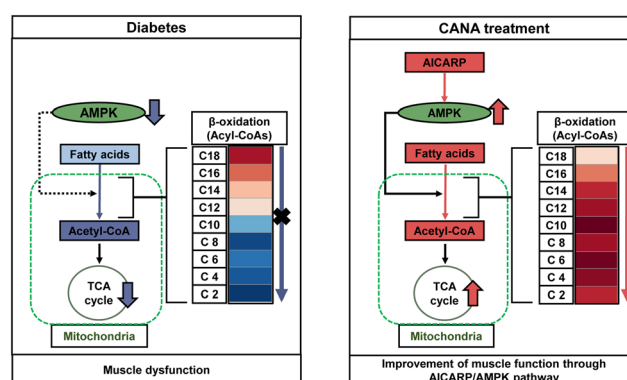 Diabetes
AMPK
Fatty acids
Acetyl-CoA
TCA
cycle
Mitochondria
β-oxidation
(Acyl-CoAs)
C18
C16
C14
C12
C10
C 8
C 6
C 4
C 2
Muscle dysfunction
CANA treatment
AICARP
AMPK
Fatty acids
Acetyl-CoA
TCA
cycle
Mitochondria
β-oxidation
(Acyl-CoAs)
C18
C16
C14
C12
C10
C 8
C 6
C 4
C 2
Improvement of muscle function through
AICARP/AMPK pathway